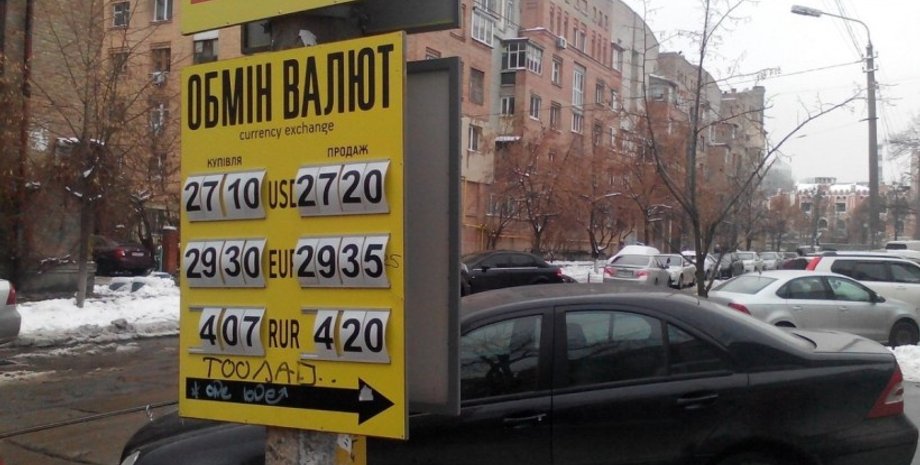 ОБМІН ВАЛЮТ
currency exchange
КУПІВЛЯ ПРОДАЖ
27 10 USD 27 20
29 30 EUR 29 35
4 07 RUR 4 20